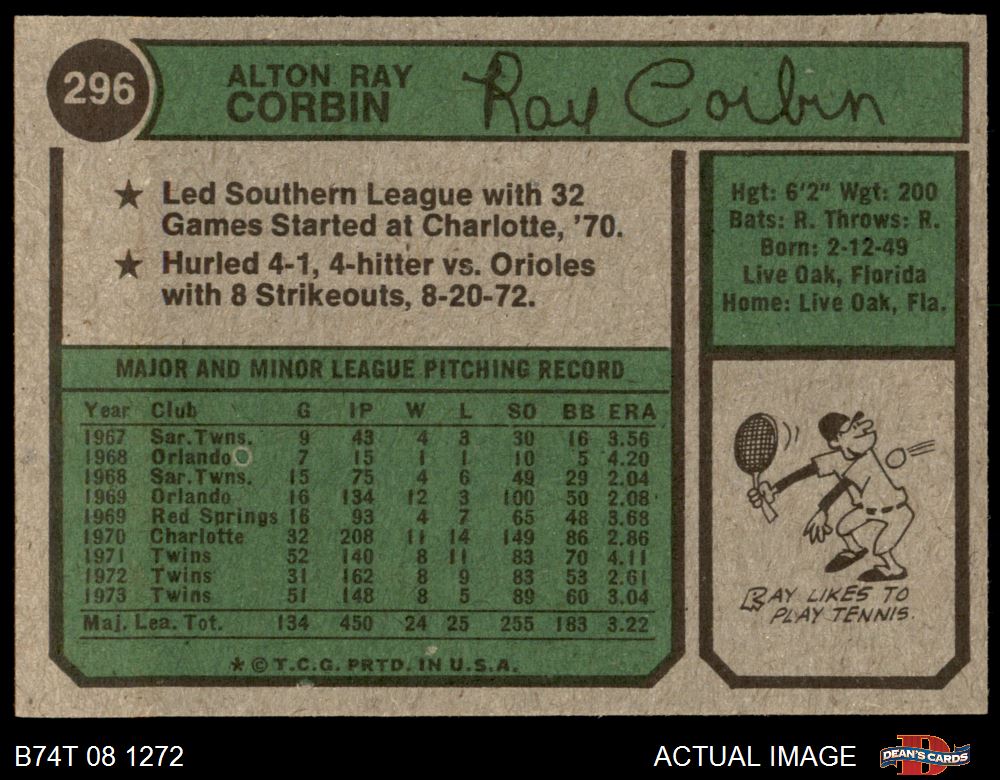 296
ALTON RAY
CORBIN
Ray Corbin
★ Led Southern League with 32
Games Started at Charlotte, '70.
★ Hurled 4-1, 4-hitter vs. Orioles
with 8 Strikeouts, 8-20-72.
Hgt: 6'2" Wgt: 200
Bats: R. Throws: R.
Born: 2-12-49
Live Oak, Florida
Home: Live Oak, Fla.
MAJOR AND MINOR LEAGUE PITCHING RECORD
Year Club G IP W L SO BB ERA
1967 Sar. Twns. 9 43 4 3 30 16 3.56
1968 Orlando 7 15 1 1 10 5 4.20
1968 Sar. Twns. 15 75 4 6 49 29 2.04
1969 Orlando 16 134 12 3 100 50 2.08
1969 Red Springs 16 93 4 7 65 48 3.68
1970 Charlotte 32 208 11 14 149 86 2.86
1971 Twins 52 140 8 11 83 70 4.11
1972 Twins 31 162 8 9 83 53 2.61
1973 Twins 51 148 8 5 89 60 3.04
Maj. Lea. Tot. 134 450 24 25 255 183 3.22
★ © T.C.G. PRTD. IN U.S.A.
RAY LIKES TO
PLAY TENNIS.
B74T 08 1272
ACTUAL IMAGE
DEAN'S CARDS